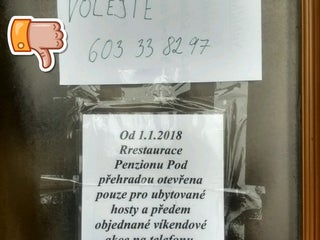 VOLEJTE
603 33 82 97
Od 1.1.2018
Rrestaurace
Penzionu Pod
přehradou otevřena
pouze pro ubytované
hosty a předem
objednané víkendové
akce na telefonu